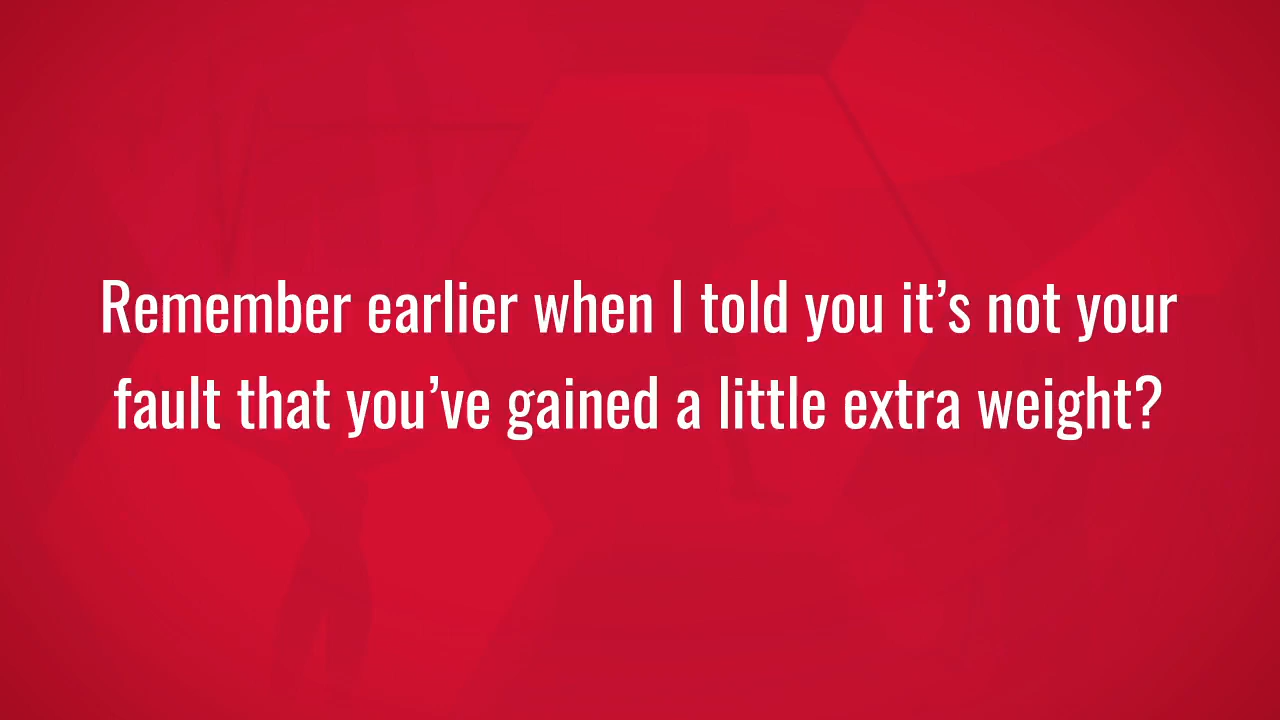 Remember earlier when I told you it’s not your
fault that you’ve gained a little extra weight?